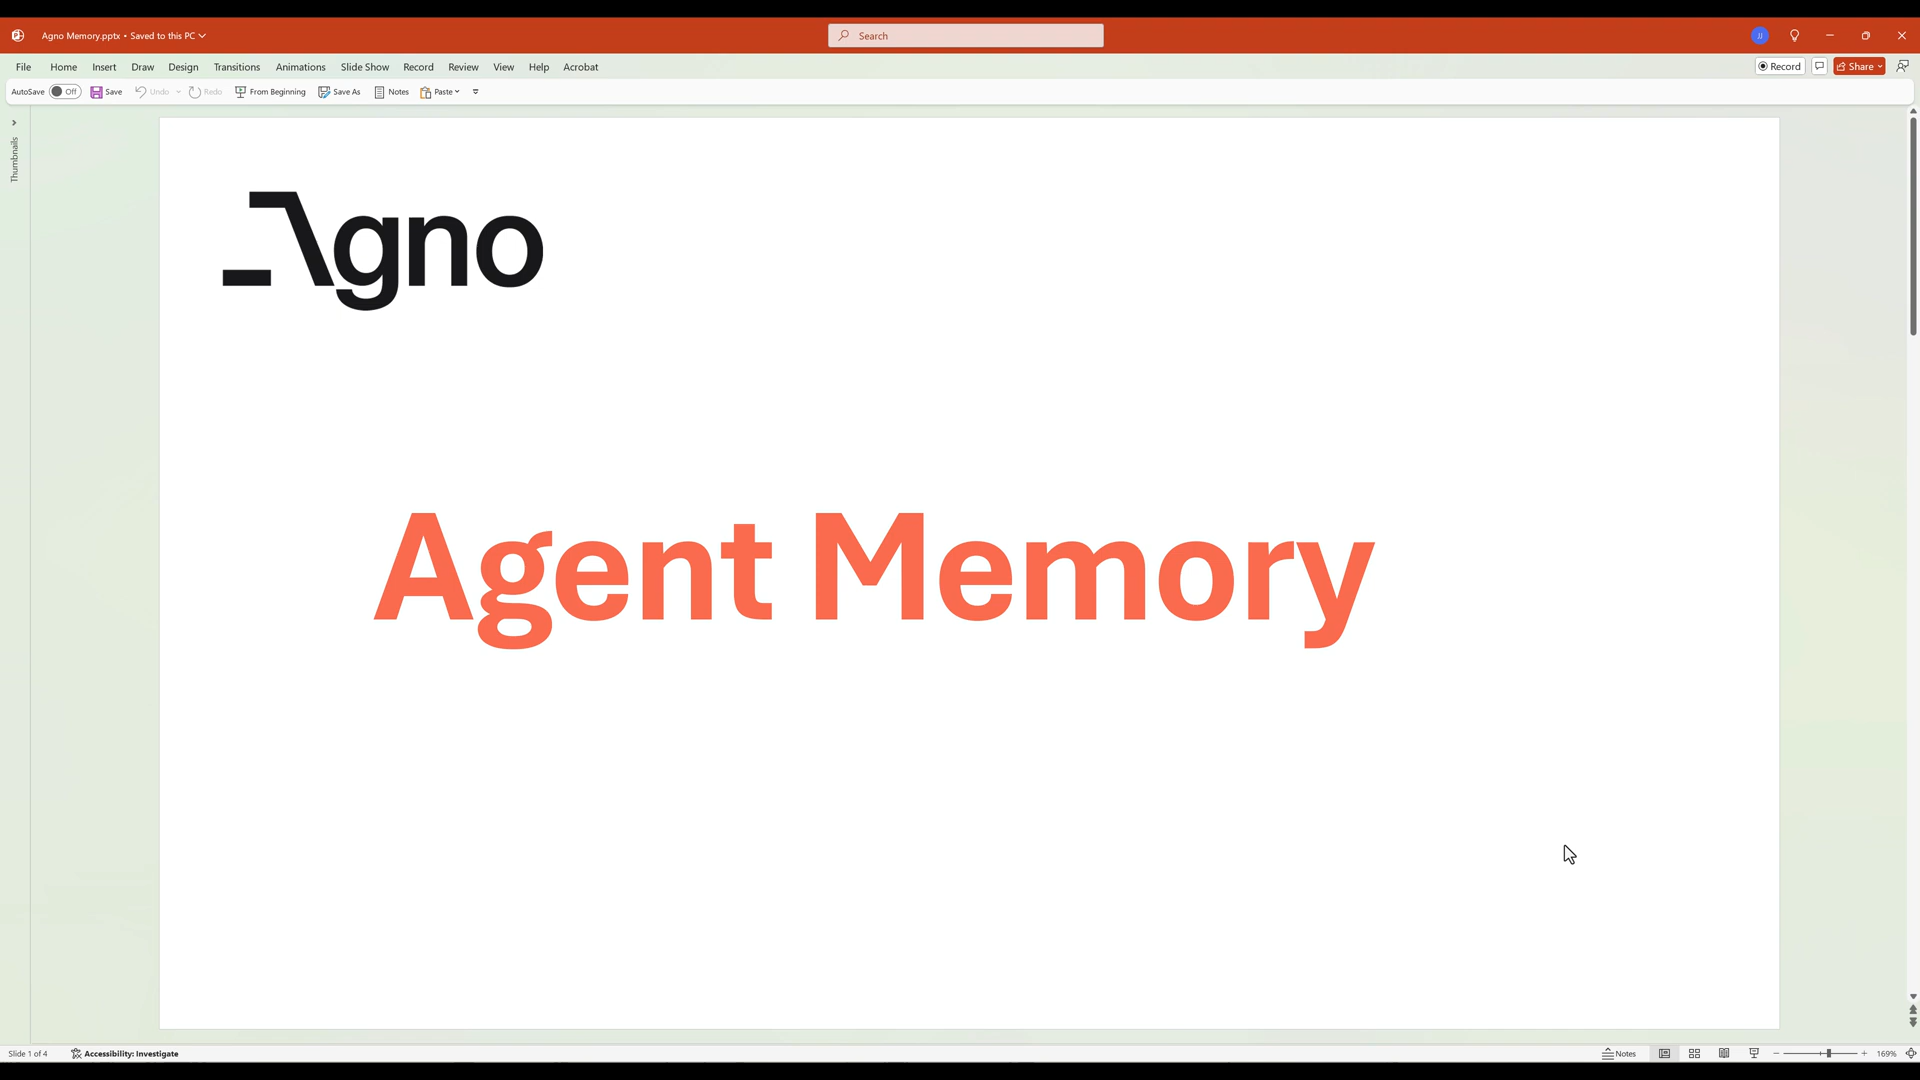 Agno Memory.pptx • Saved to this PC
Search
JJ
File Home Insert Draw Design Transitions Animations Slide Show Record Review View Help Acrobat
Record Share
AutoSave Off Save Undo Redo From Beginning Save As Notes Paste
Thumbnails
Agno
Agent Memory
Slide 1 of 4 Accessibility: Investigate Notes 169%